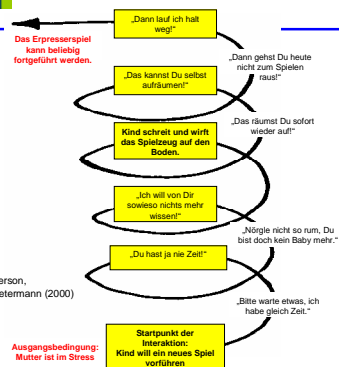 „Dann lauf ich halt
weg!“
Das Erpresserspiel
kann beliebig
fortgeführt werden.
„Dann gehst Du heute
nicht zum Spielen
raus!“
„Das kannst Du selbst
aufräumen!“
„Das räumst Du sofort
wieder auf!“
Kind schreit und wirft
das Spielzeug auf den
Boden.
„Ich will von Dir
sowieso nichts mehr
wissen!“
„Nörgle nicht so rum, Du
bist doch kein Baby mehr.“
„Du hast ja nie Zeit!“
erson,
etermann (2000)
„Bitte warte etwas, ich
habe gleich Zeit.“
Ausgangsbedingung:
Mutter ist im Stress
Startpunkt der
Interaktion:
Kind will ein neues Spiel
vorführen